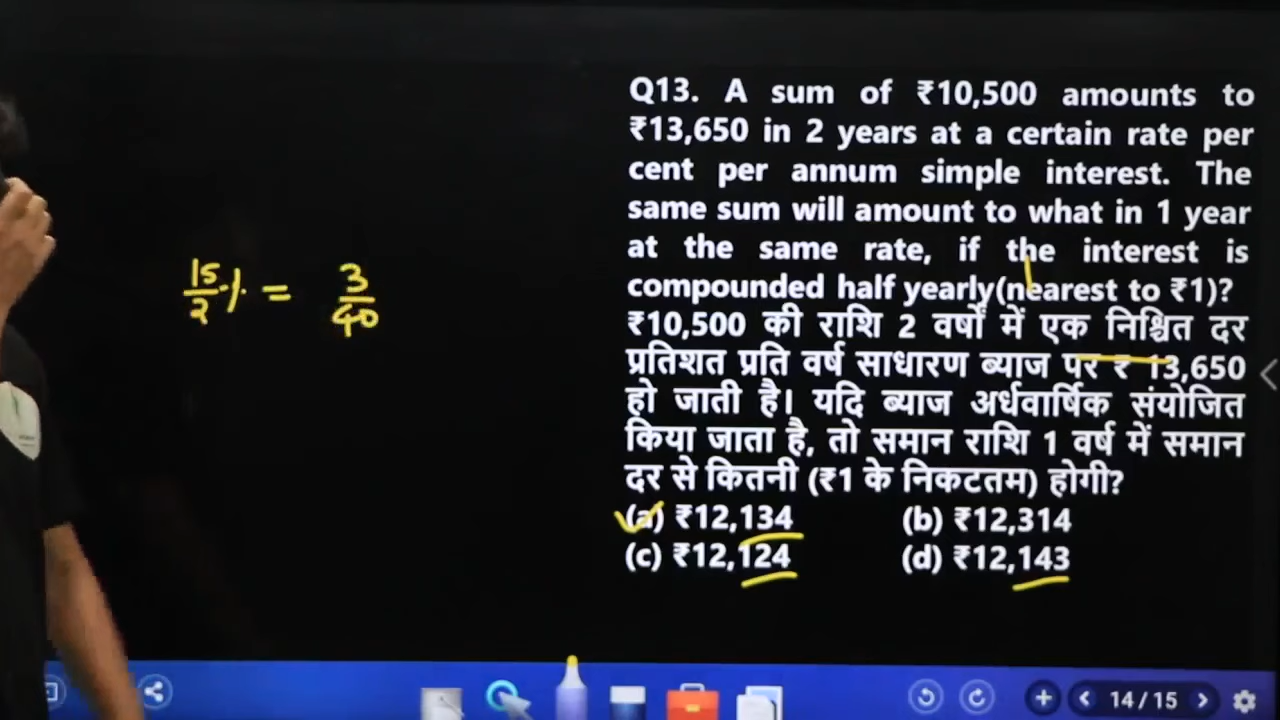 15/2 % = 3/40
Q13. A sum of ₹10,500 amounts to
₹13,650 in 2 years at a certain rate per
cent per annum simple interest. The
same sum will amount to what in 1 year
at the same rate, if the interest is
compounded half yearly(nearest to ₹1)?
₹10,500 की राशि 2 वर्षों में एक निश्चित दर
प्रतिशत प्रति वर्ष साधारण ब्याज पर ₹ 13,650
हो जाती है। यदि ब्याज अर्धवार्षिक संयोजित
किया जाता है, तो समान राशि 1 वर्ष में समान
दर से कितनी (₹1 के निकटतम) होगी?
(a) ₹12,134 (b) ₹12,314
(c) ₹12,124 (d) ₹12,143
14 / 15